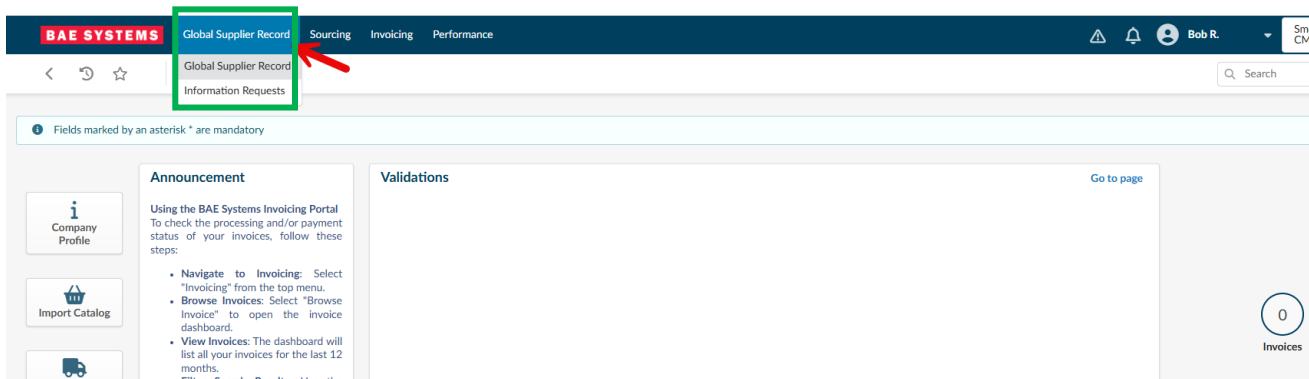 BAE SYSTEMS Global Supplier Record Sourcing Invoicing Performance Bob R. Sm
CM
Global Supplier Record
Search
Information Requests
Fields marked by an asterisk * are mandatory
Company
Profile
Import Catalog
Announcement
Using the BAE Systems Invoicing Portal
To check the processing and/or payment
status of your invoices, follow these
steps:
• Navigate to Invoicing: Select
"Invoicing" from the top menu.
• Browse Invoices: Select "Browse
Invoice" to open the invoice
dashboard.
• View Invoices: The dashboard will
list all your invoices for the last 12
months.
Validations
Go to page
0
Invoices